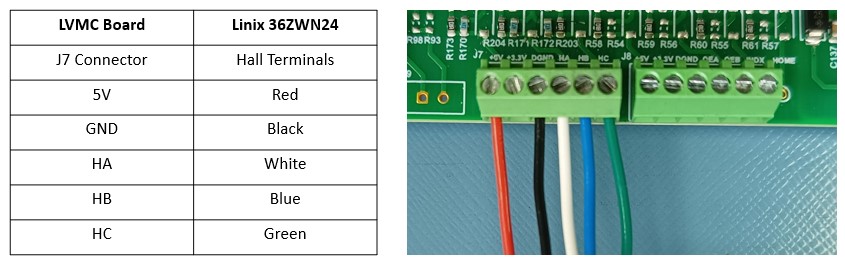 LVMC Board Linix 36ZWN24
J7 Connector Hall Terminals
5V Red
GND Black
HA White
HB Blue
HC Green
R98 R93
R173
R170
R204 R171 R172 R203 R58 R54
R59 R56 R60 R55 R61 R57
C137
J7 +5V +3.3V DGND HA HB HC
J8 +5V +3.3V DGND QEA QEB INDX HOME